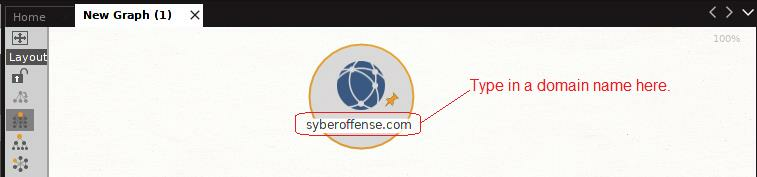 Home
New Graph (1)
100%
Layout
Type in a domain name here.
syberoffense.com